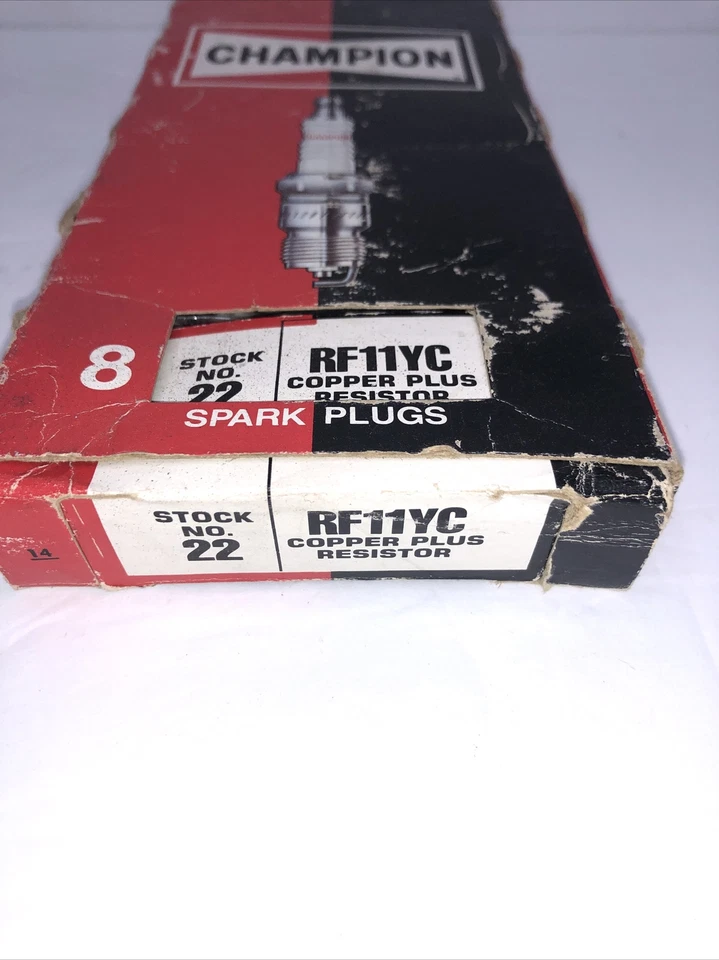 CHAMPION
8
STOCK
NO.
22
RF11YC
COPPER PLUS
RESISTOR
SPARK PLUGS
14
STOCK
NO.
22
RF11YC
COPPER PLUS
RESISTOR